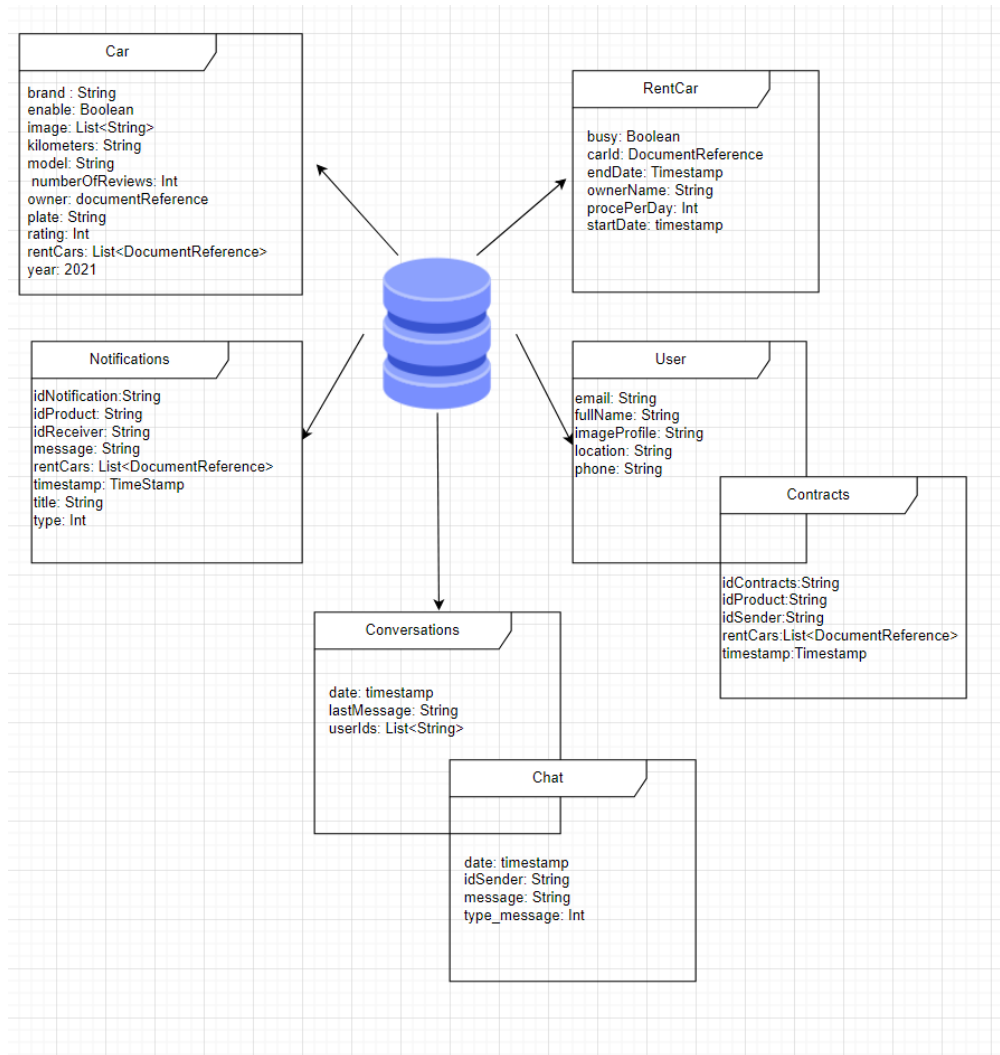 Car
brand : String
enable: Boolean
image: List<String>
kilometers: String
model: String
numberOfReviews: Int
owner: documentReference
plate: String
rating: Int
rentCars: List<DocumentReference>
year: 2021
RentCar
busy: Boolean
carId: DocumentReference
endDate: Timestamp
ownerName: String
procePerDay: Int
startDate: timestamp
Notifications
idNotification:String
idProduct: String
idReceiver: String
message: String
rentCars: List<DocumentReference>
timestamp: TimeStamp
title: String
type: Int
User
email: String
fullName: String
imageProfile: String
location: String
phone: String
Contracts
idContracts:String
idProduct:String
idSender:String
rentCars:List<DocumentReference>
timestamp:Timestamp
Conversations
date: timestamp
lastMessage: String
userIds: List<String>
Chat
date: timestamp
idSender: String
message: String
type_message: Int